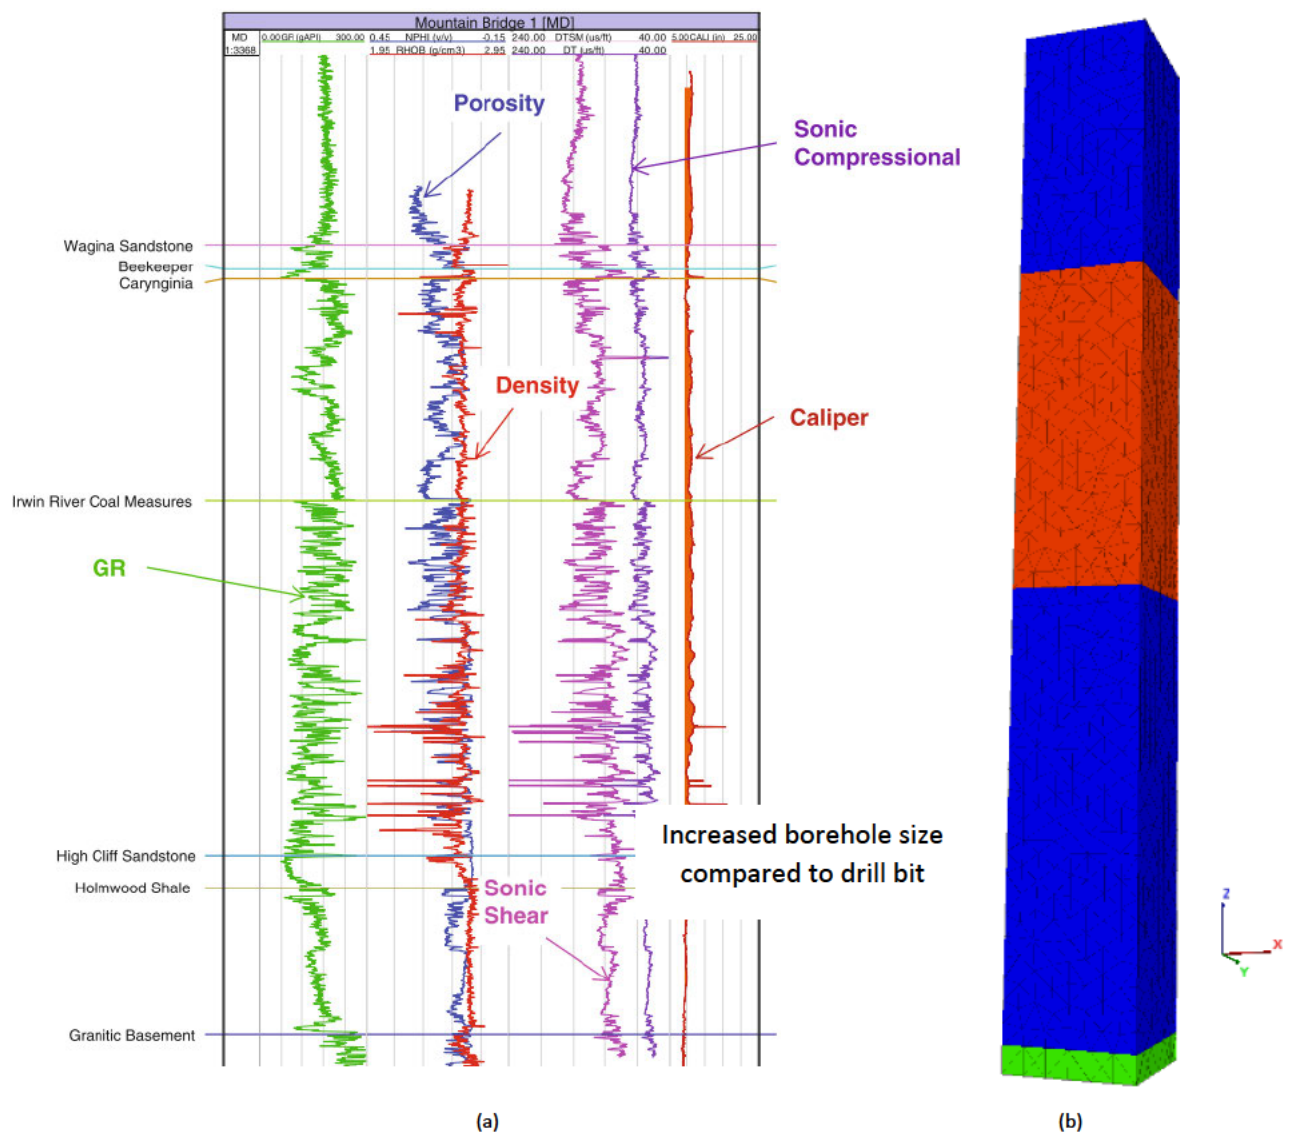 Mountain Bridge 1 [MD]
MD 0.00 GR (gAPI) 300.00 0.45 NPHI (v/v) -0.15 240.00 DTSM (us/ft) 40.00 5.00 CALI (in) 25.00
1:3368 1.95 RHOB (g/cm3) 2.95 240.00 DT (us/ft) 40.00
Porosity
Sonic
Compressional
Wagina Sandstone
Beekeeper
Carynginia
Density
Caliper
Irwin River Coal Measures
GR
Increased borehole size
compared to drill bit
High Cliff Sandstone
Holmwood Shale
Sonic
Shear
Granitic Basement
Z
X
Y
(a)
(b)